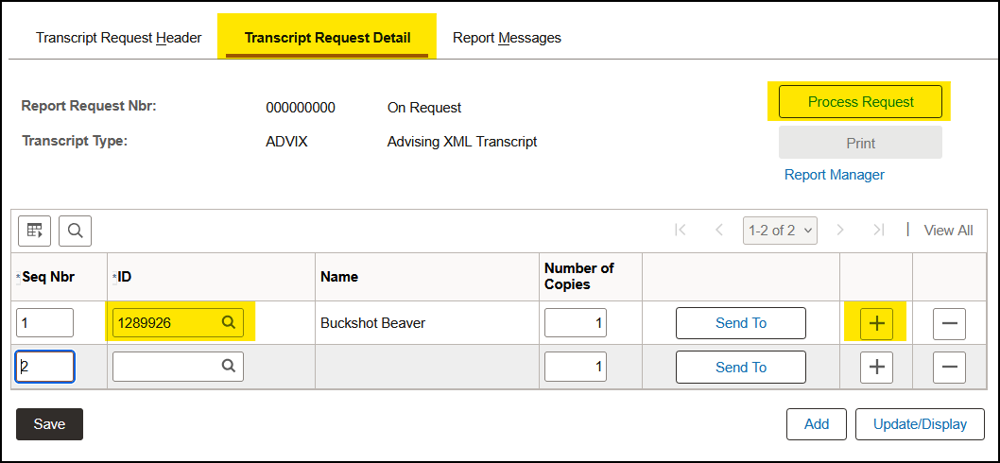 Transcript Request Header Transcript Request Detail Report Messages
Report Request Nbr: 000000000 On Request Process Request
Transcript Type: ADVIX Advising XML Transcript Print
Report Manager
1-2 of 2 | View All
*Seq Nbr *ID Name Number of
Copies
1 1289926 Buckshot Beaver 1 Send To + −
2 1 Send To + −
Save Add Update/Display